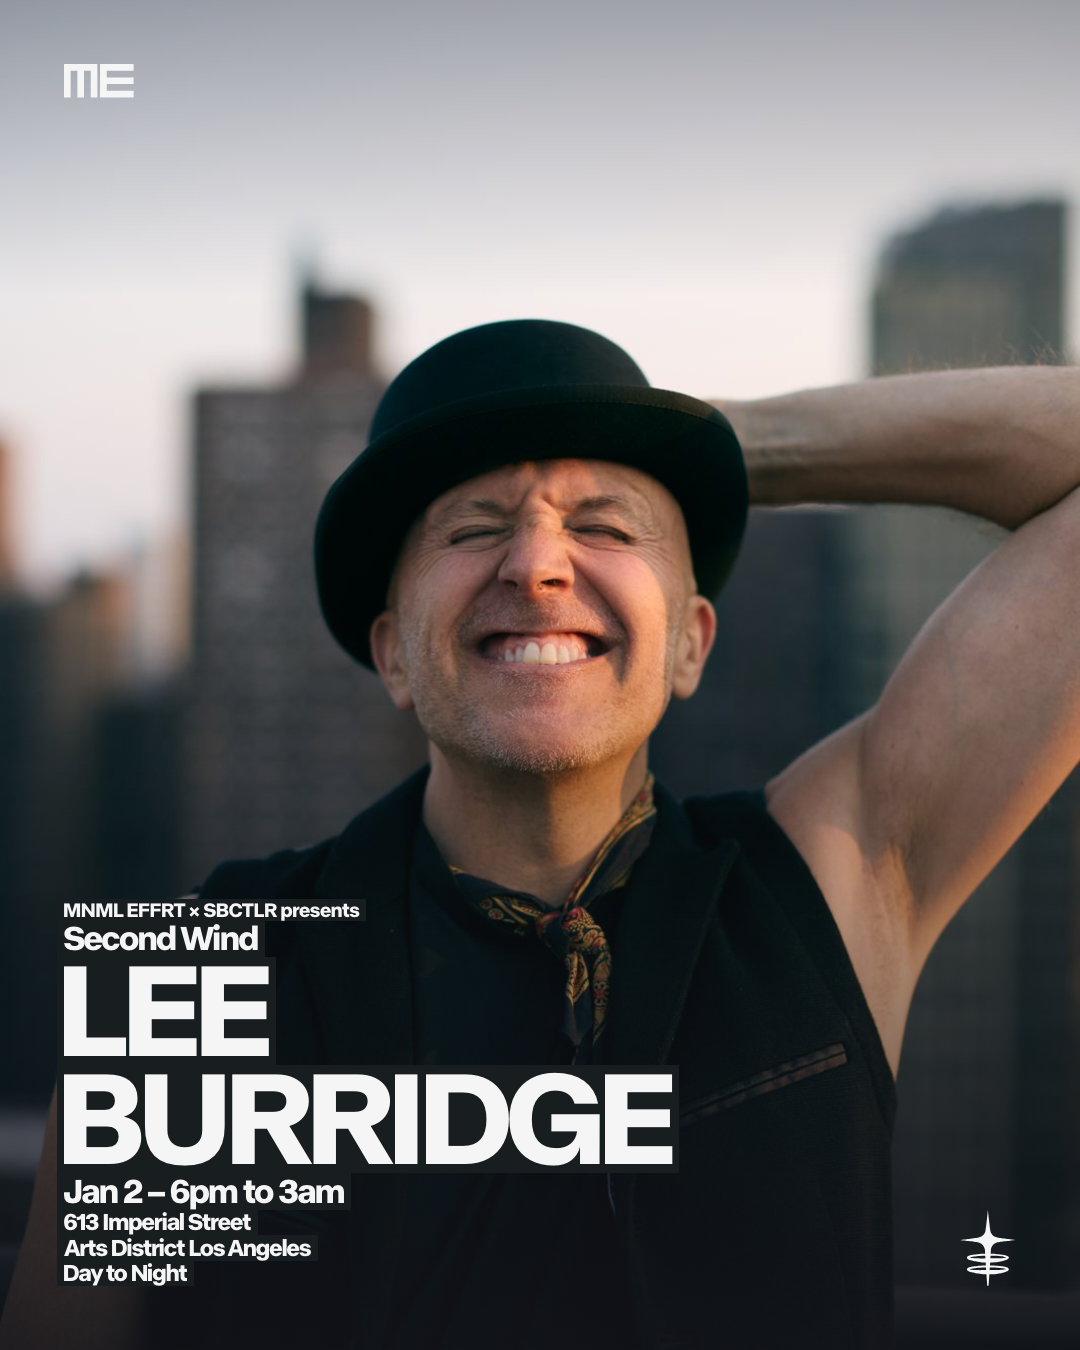 ME
MNML EFFRT × SBCTLR presents
Second Wind
LEE
BURRIDGE
Jan 2 – 6pm to 3am
613 Imperial Street
Arts District Los Angeles
Day to Night